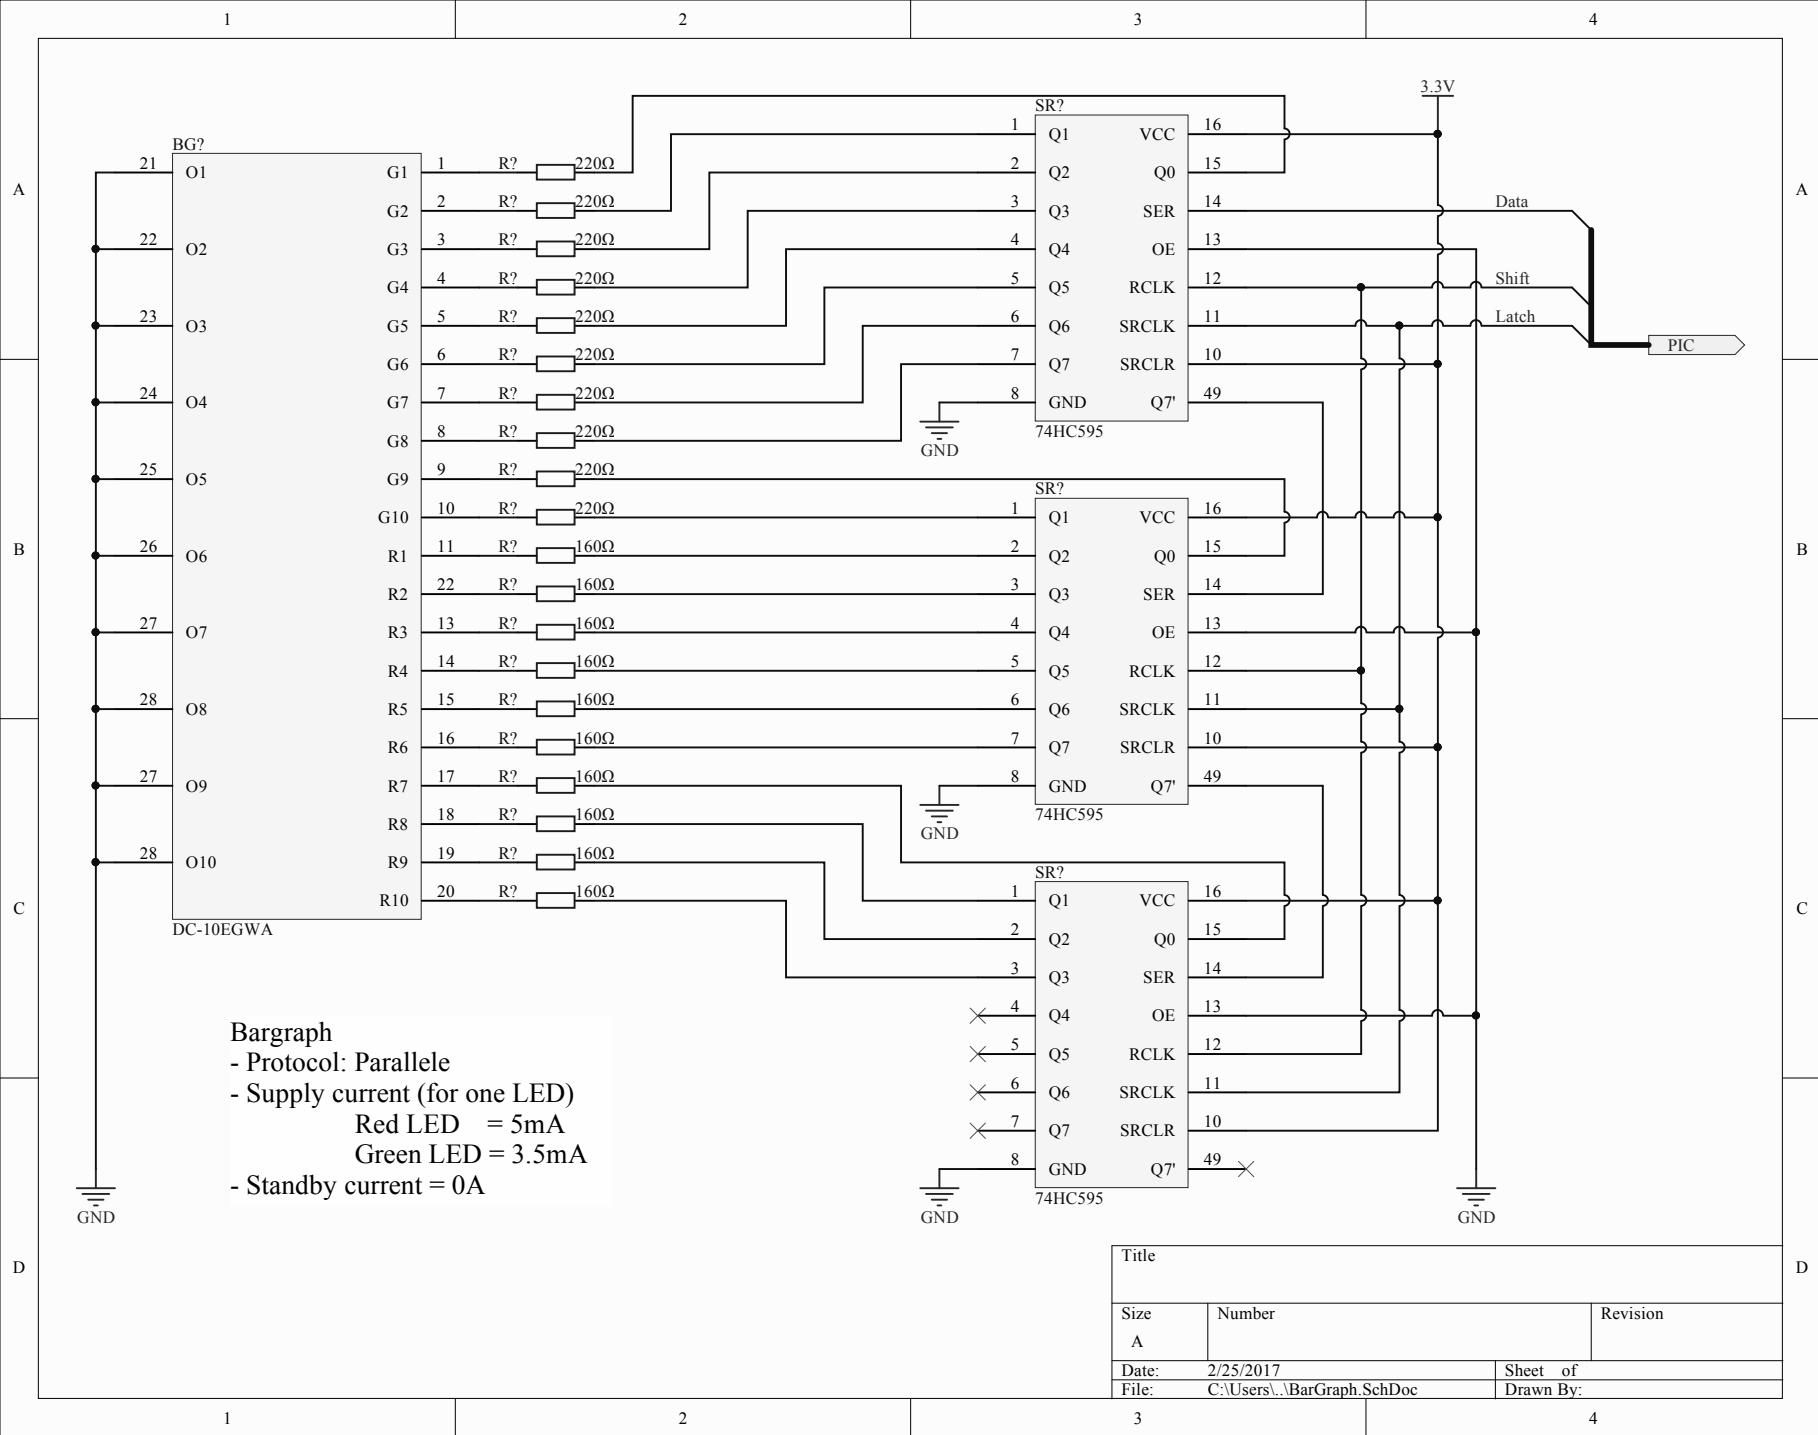 1 2 3 4
3.3V
SR?
1 Q1 VCC 16
BG?
21 O1 G1 1 R? 220Ω 2 Q2 Q0 15
A A
G2 2 R? 220Ω 3 Q3 SER 14 Data
22 O2 G3 3 R? 220Ω 4 Q4 OE 13
G4 4 R? 220Ω 5 Q5 RCLK 12 Shift
23 O3 G5 5 R? 220Ω 6 Q6 SRCLK 11 Latch
PIC
G6 6 R? 220Ω 7 Q7 SRCLR 10
24 O4 G7 7 R? 220Ω 8 GND Q7' 49
G8 8 R? 220Ω 74HC595
GND
25 O5 G9 9 R? 220Ω
SR?
G10 10 R? 220Ω 1 Q1 VCC 16
B B
26 O6 R1 11 R? 160Ω 2 Q2 Q0 15
R2 22 R? 160Ω 3 Q3 SER 14
27 O7 R3 13 R? 160Ω 4 Q4 OE 13
R4 14 R? 160Ω 5 Q5 RCLK 12
28 O8 R5 15 R? 160Ω 6 Q6 SRCLK 11
R6 16 R? 160Ω 7 Q7 SRCLR 10
27 O9 R7 17 R? 160Ω 8 GND Q7' 49
74HC595
R8 18 R? 160Ω
GND
28 O10 R9 19 R? 160Ω
SR?
R10 20 R? 160Ω 1 Q1 VCC 16
C C
DC-10EGWA
2 Q2 Q0 15
3 Q3 SER 14
4 Q4 OE 13
5 Q5 RCLK 12
6 Q6 SRCLK 11
7 Q7 SRCLR 10
8 GND Q7' 49
74HC595
Bargraph
- Protocol: Parallele
- Supply current (for one LED)
Red LED = 5mA
Green LED = 3.5mA
- Standby current = 0A
GND GND GND
D D
Title
Size Number Revision
A
Date: 2/25/2017 Sheet of
File: C:\Users\..\BarGraph.SchDoc Drawn By:
1 2 3 4